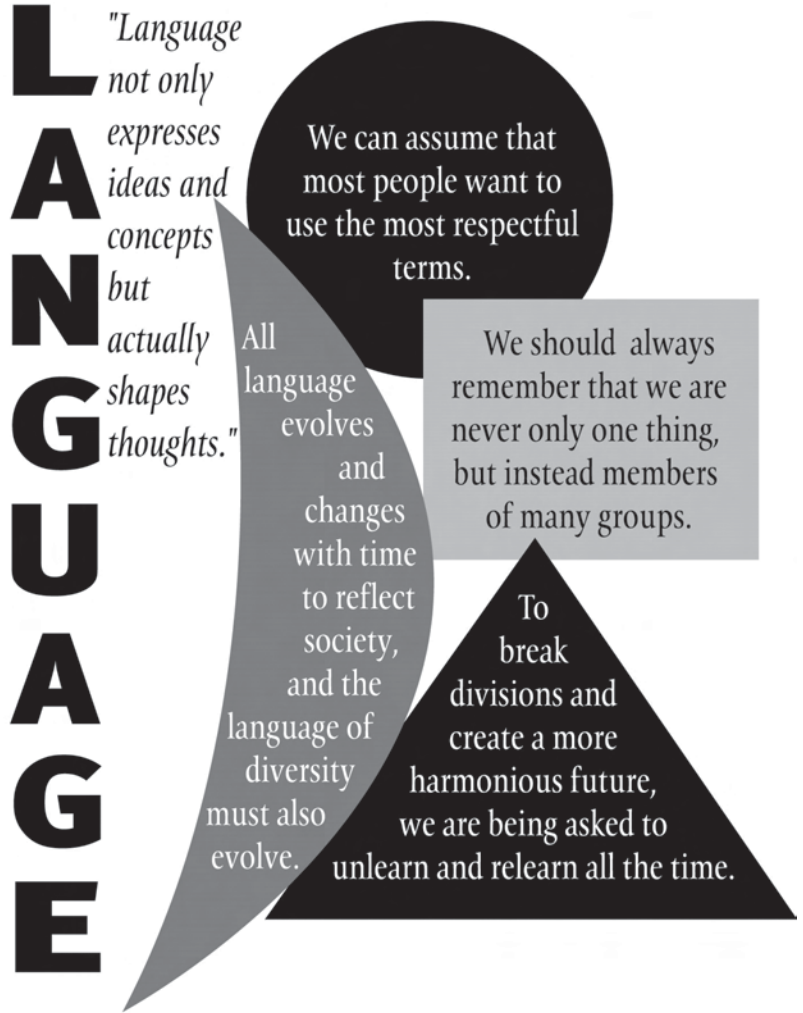 LANGUAGE
"Language
not only
expresses
ideas and
concepts
but
actually
shapes
thoughts."
We can assume that
most people want to
use the most respectful
terms.
We should always
remember that we are
never only one thing,
but instead members
of many groups.
All
language
evolves
and
changes
with time
to reflect
society,
and the
language of
diversity
must also
evolve.
To
break
divisions and
create a more
harmonious future,
we are being asked to
unlearn and relearn all the time.